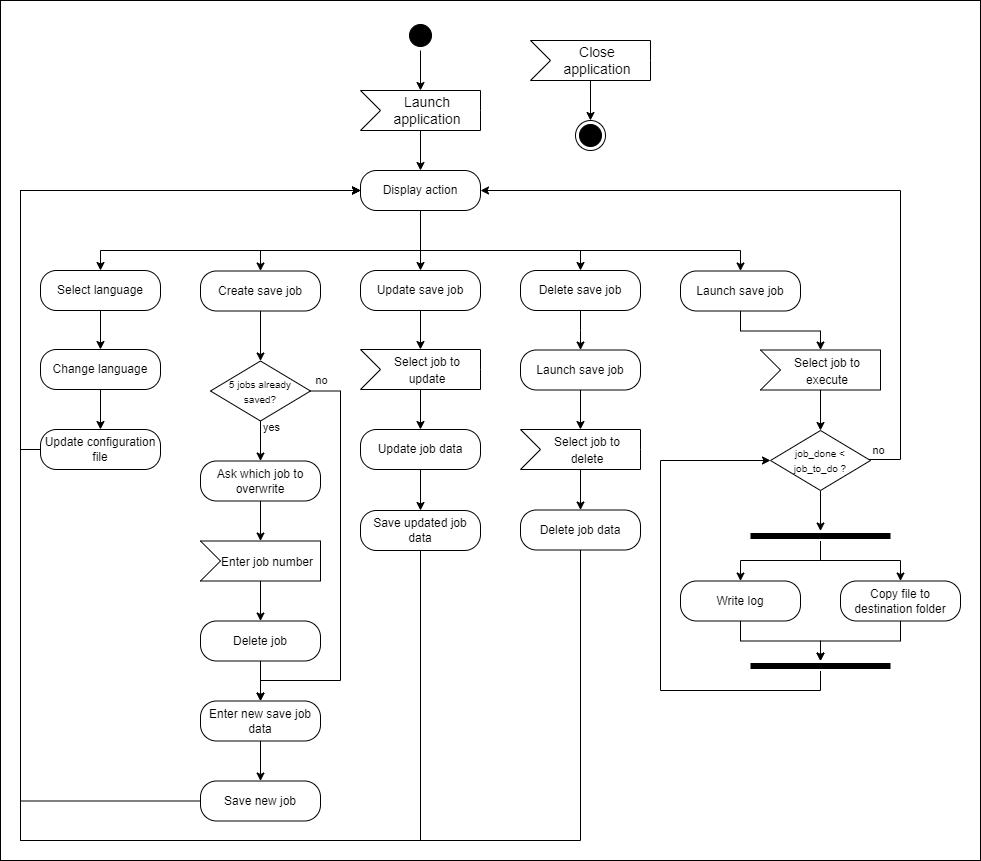 Close
application
Launch
application
Display action
Select language
Create save job
Update save job
Delete save job
Launch save job
Change language
5 jobs already
saved?
no
yes
Select job to
update
Launch save job
Select job to
execute
Update configuration
file
Ask which job to
overwrite
Update job data
Select job to
delete
job_done <
job_to_do ?
no
Enter job number
Save updated job
data
Delete job data
Write log
Copy file to
destination folder
Delete job
Enter new save job
data
Save new job